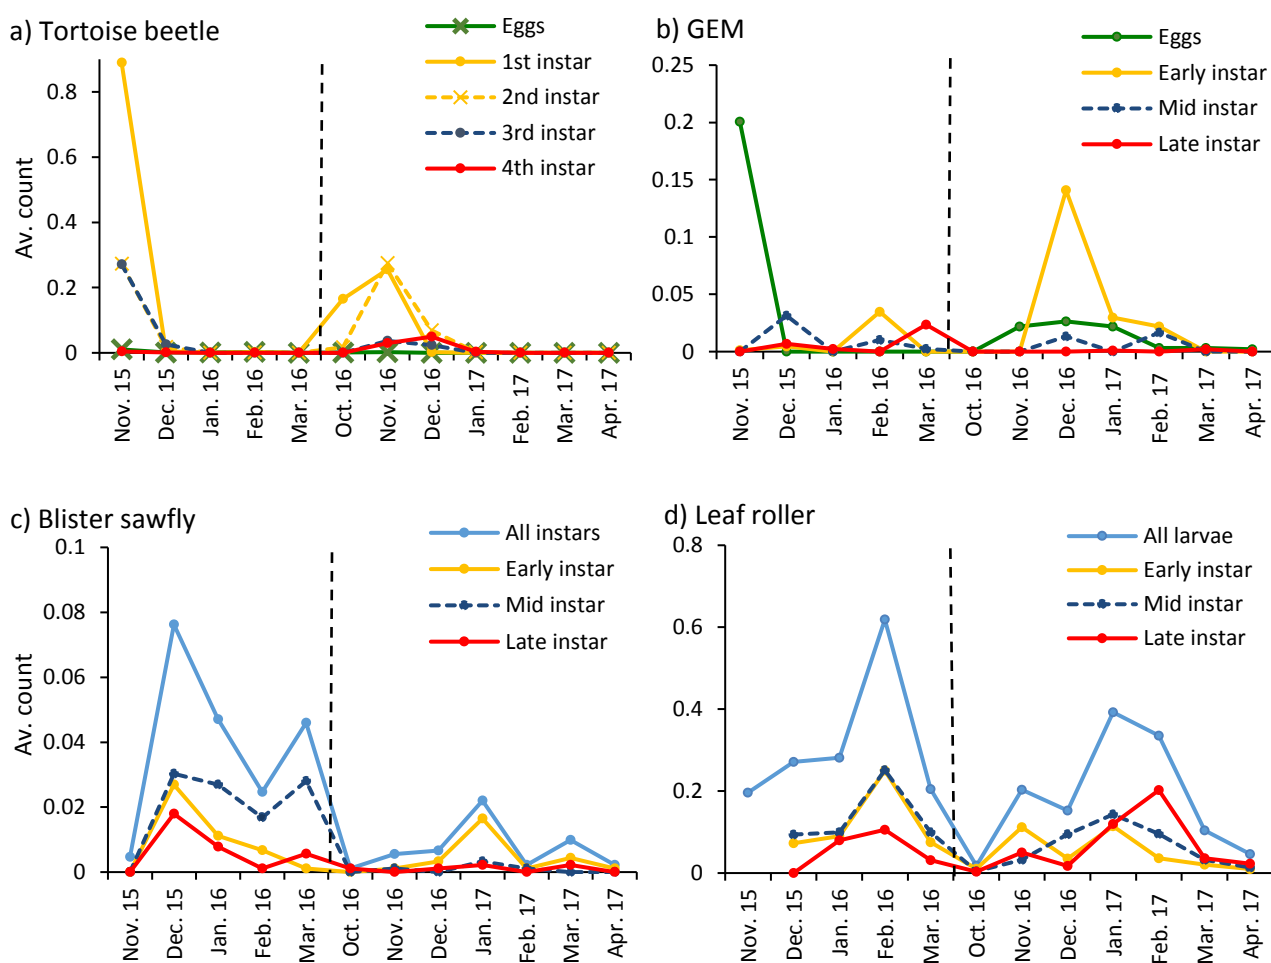 a) Tortoise beetle
Eggs
1st instar
2nd instar
3rd instar
4th instar
Av. count
0.8
0.6
0.4
0.2
0
Nov. 15
Dec. 15
Jan. 16
Feb. 16
Mar. 16
Oct. 16
Nov. 16
Dec. 16
Jan. 17
Feb. 17
Mar. 17
Apr. 17
b) GEM
Eggs
Early instar
Mid instar
Late instar
0.25
0.2
0.15
0.1
0.05
0
Nov. 15
Dec. 15
Jan. 16
Feb. 16
Mar. 16
Oct. 16
Nov. 16
Dec. 16
Jan. 17
Feb. 17
Mar. 17
Apr. 17
c) Blister sawfly
All instars
Early instar
Mid instar
Late instar
Av. count
0.1
0.08
0.06
0.04
0.02
0
Nov. 15
Dec. 15
Jan. 16
Feb. 16
Mar. 16
Oct. 16
Nov. 16
Dec. 16
Jan. 17
Feb. 17
Mar. 17
Apr. 17
d) Leaf roller
All larvae
Early instar
Mid instar
Late instar
0.8
0.6
0.4
0.2
0
Nov. 15
Dec. 15
Jan. 16
Feb. 16
Mar. 16
Oct. 16
Nov. 16
Dec. 16
Jan. 17
Feb. 17
Mar. 17
Apr. 17